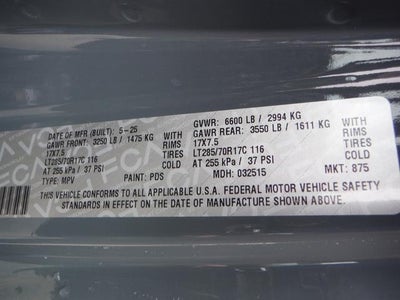 DATE OF MFR (BUILT): 5-25 GVWR: 6600 LB / 2994 KG
GAWR FRONT: 3250 LB / 1475 KG WITH GAWR REAR: 3550 LB / 1611 KG WITH
17X7.5 RIMS 17X7.5 RIMS
LT285/70R17C 116 TIRES LT285/70R17C 116 TIRES
AT 255 kPa / 37 PSI COLD AT 255 kPa / 37 PSI COLD
TYPE: MPV PAINT: PDS MDH: 032515 MKT: 875
THIS VEHICLE CONFORMS TO ALL APPLICABLE U.S.A. FEDERAL MOTOR VEHICLE SAFETY
STANDARDS IN EFFECT ON THE DATE OF MANUFACTURE SHOWN ABOVE.